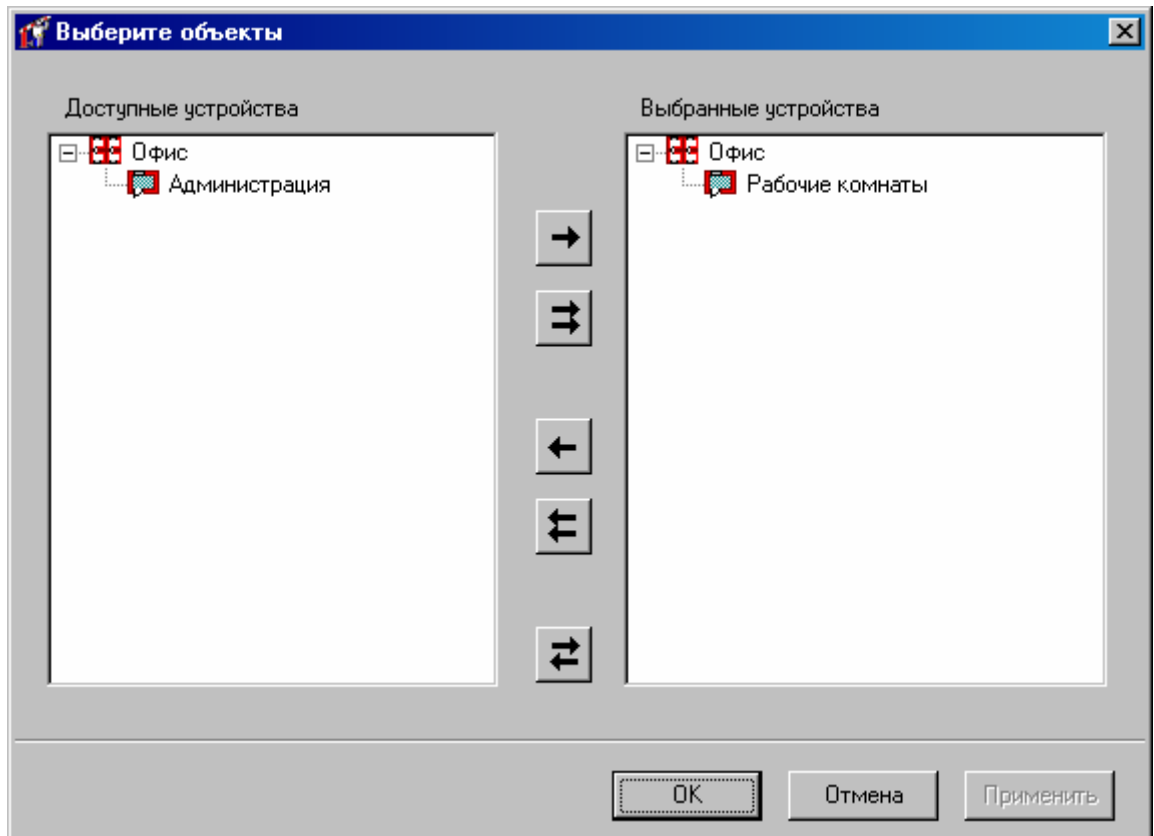 Выберите объекты
Доступные устройства
Выбранные устройства
Офис
Администрация
Офис
Рабочие комнаты
OK
Отмена
Применить